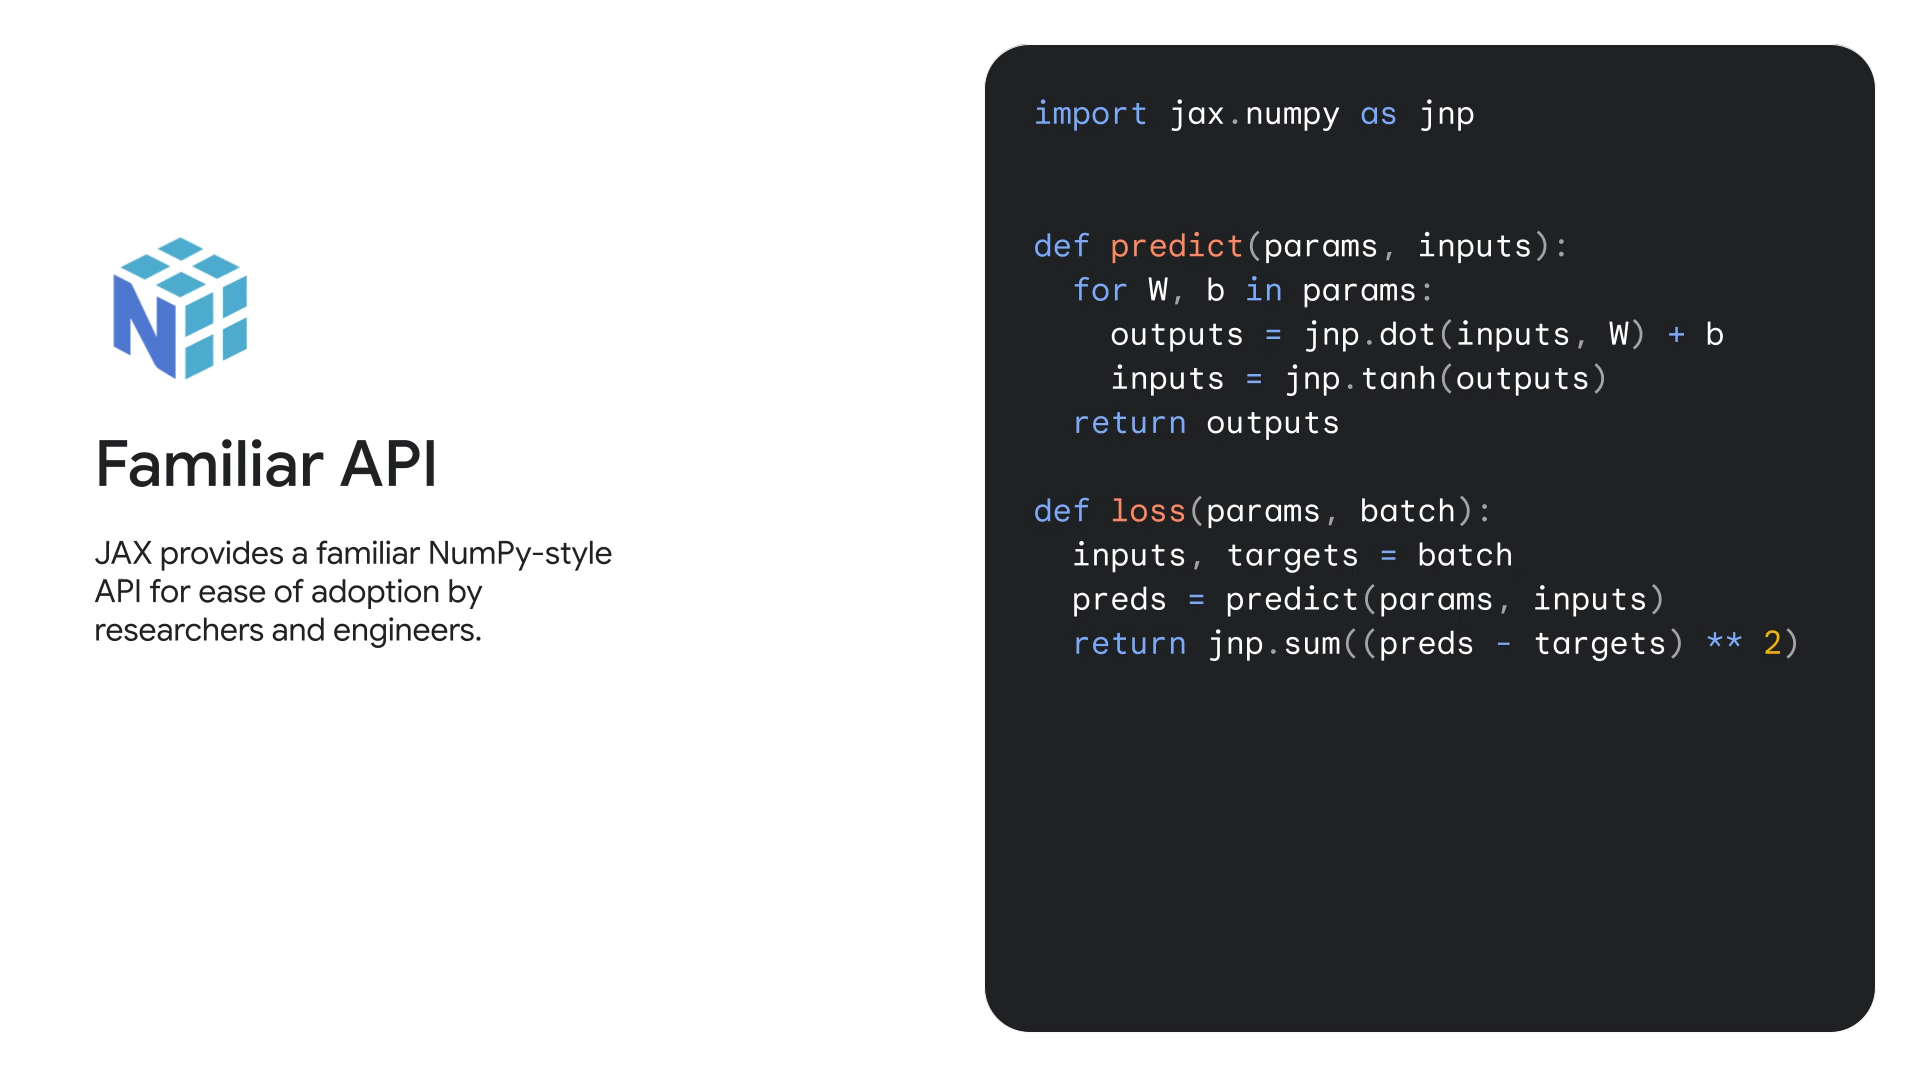 Familiar API
JAX provides a familiar NumPy-style
API for ease of adoption by
researchers and engineers.
import jax.numpy as jnp
def predict(params, inputs):
  for W, b in params:
    outputs = jnp.dot(inputs, W) + b
    inputs = jnp.tanh(outputs)
  return outputs
def loss(params, batch):
  inputs, targets = batch
  preds = predict(params, inputs)
  return jnp.sum((preds - targets) ** 2)